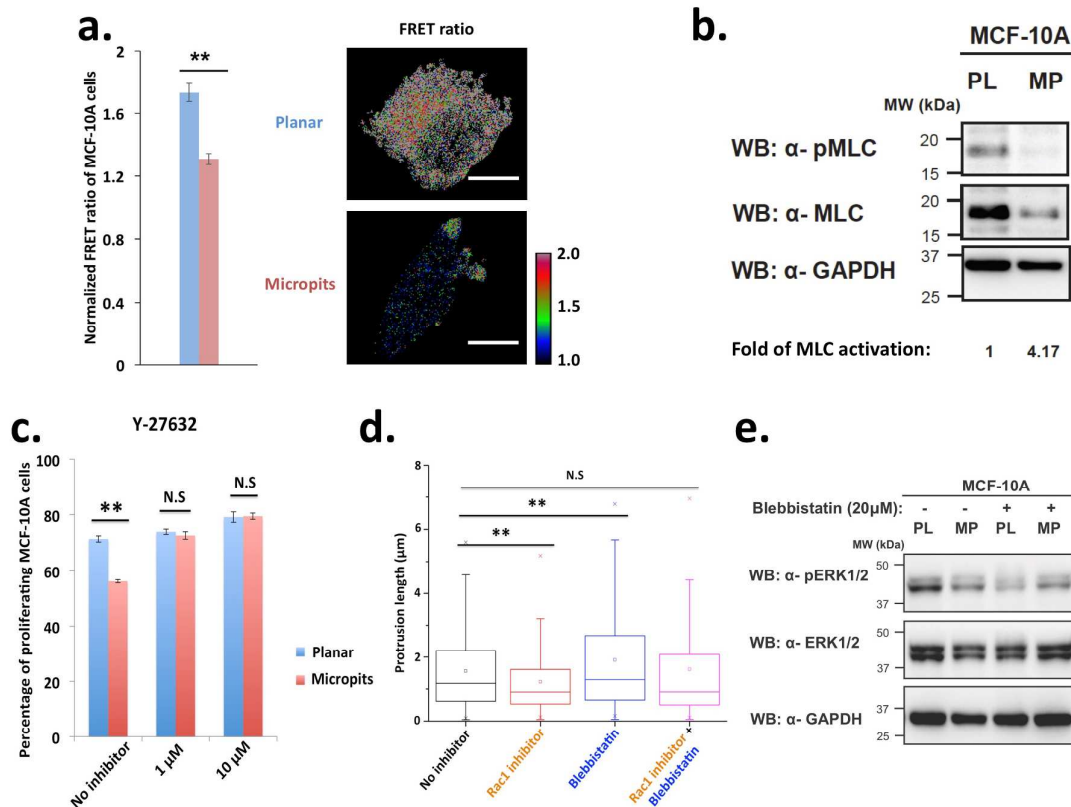 a.
Normalized FRET ratio of MCF-10A cells
2
1.6
1.2
0.8
0.4
0
**
FRET ratio
Planar
Micropits
2.0
1.5
1.0
b.
MCF-10A
PL MP
MW (kDa)
WB: α- pMLC
20
15
WB: α- MLC
20
15
WB: α- GAPDH
37
25
Fold of MLC activation: 1 4.17
c.
Y-27632
Percentage of proliferating MCF-10A cells
100
80
60
40
20
0
**
N.S
N.S
No inhibitor
1 µM
10 µM
Planar
Micropits
d.
Protrusion length (µm)
8
6
4
2
0
N.S
**
**
No inhibitor
Rac1 inhibitor
Blebbistatin
Rac1 inhibitor +
Blebbistatin
e.
MCF-10A
Blebbistatin (20µM): - - + +
PL MP PL MP
MW (kDa)
WB: α- pERK1/2
50
37
WB: α- ERK1/2
50
37
WB: α- GAPDH
37
25